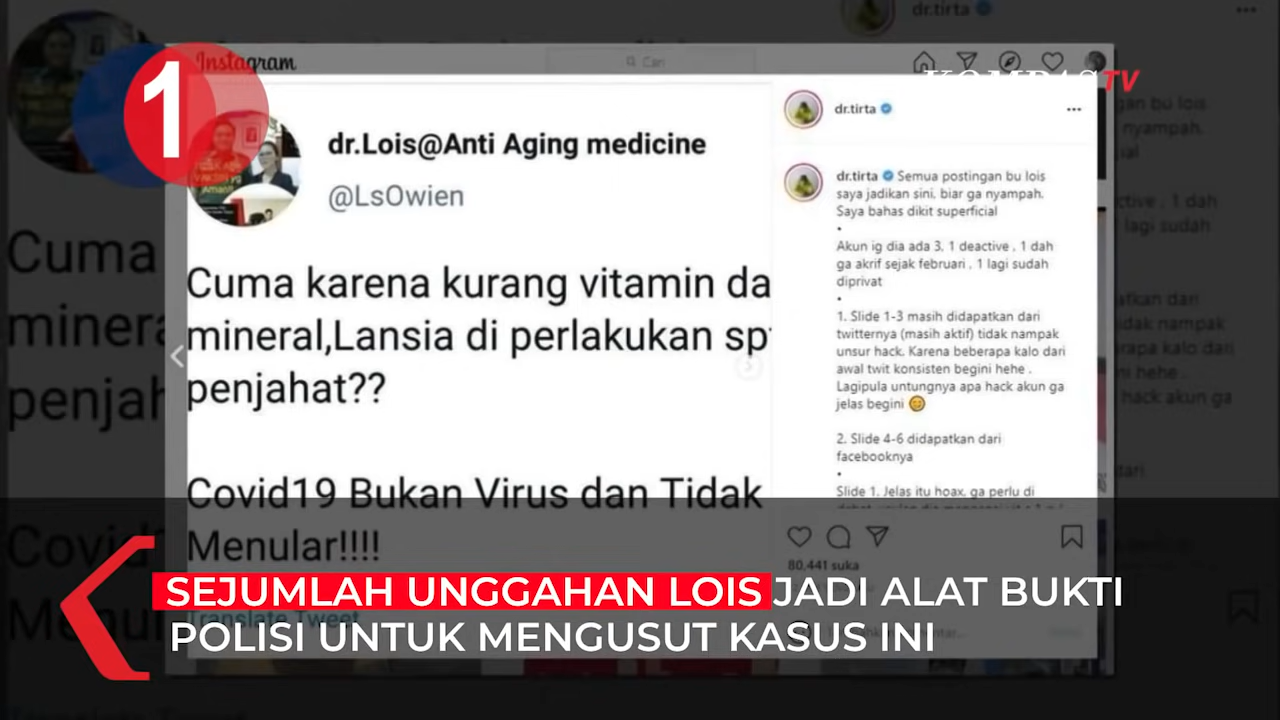 1
Instagram
Cari
KOMPASTV
dr.tirta
dr.Lois@Anti Aging medicine
@LsOwien
Cuma karena kurang vitamin da
mineral,Lansia di perlakukan sp
penjahat??
Covid19 Bukan Virus dan Tidak
Menular!!!!
Translate Tweet
dr.tirta
dr.tirta Semua postingan bu lois
saya jadikan sini, biar ga nyampah.
Saya bahas dikit superficial
Akun ig dia ada 3. 1 deactive . 1 dah
ga akrif sejak februari . 1 lagi sudah
diprivat
1. Slide 1-3 masih didapatkan dari
twitternya (masih aktif) tidak nampak
unsur hack. Karena beberapa kalo dari
awal twit konsisten begini hehe .
Lagipula untungnya apa hack akun ga
jelas begini
2. Slide 4-6 didapatkan dari
facebooknya
Slide 1. Jelas itu hoax. ga perlu di
80,441 suka
SEJUMLAH UNGGAHAN LOIS JADI ALAT BUKTI
POLISI UNTUK MENGUSUT KASUS INI